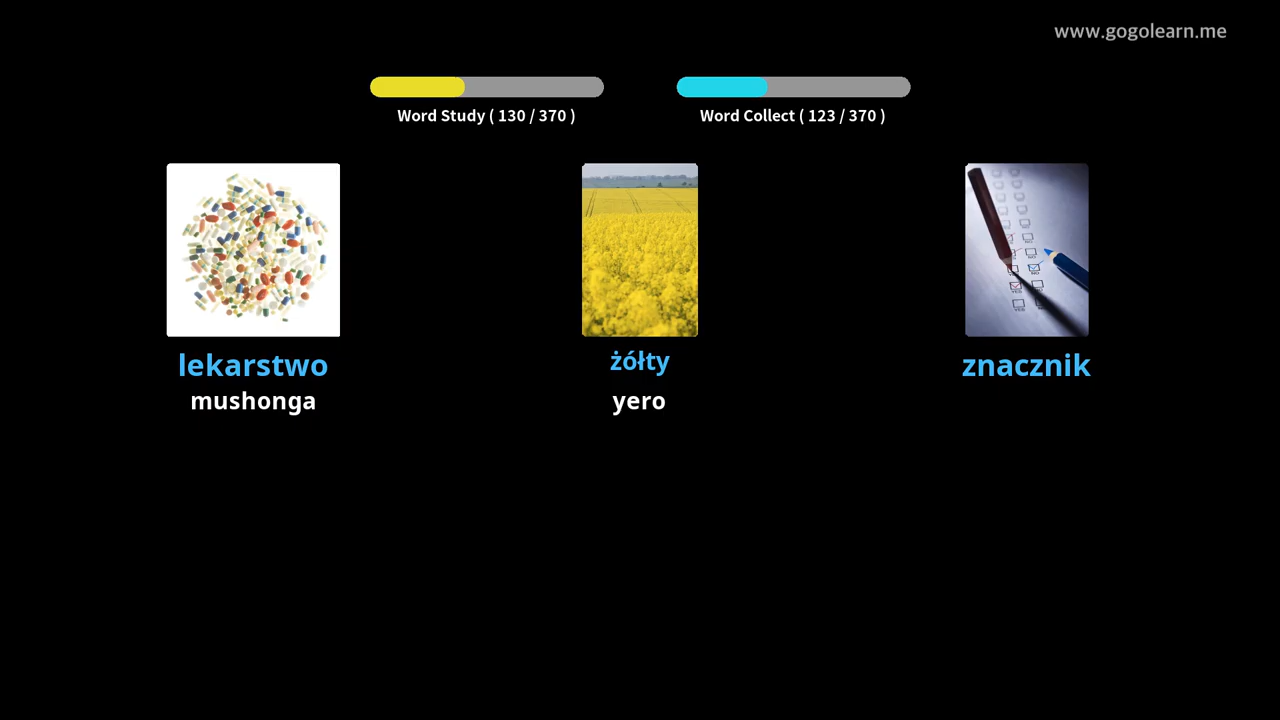 www.gogolearn.me
Word Study ( 130 / 370 )
Word Collect ( 123 / 370 )
lekarstwo
mushonga
żółty
yero
znacznik